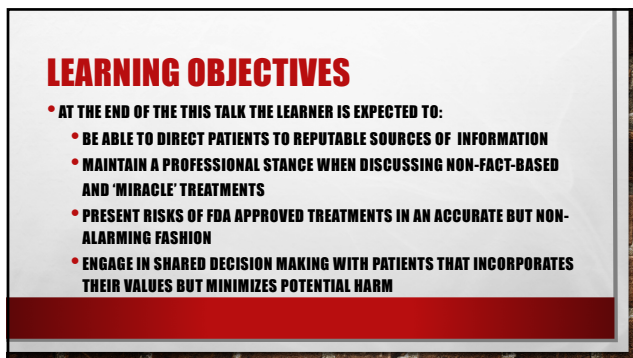 LEARNING OBJECTIVES
• AT THE END OF THE THIS TALK THE LEARNER IS EXPECTED TO:
• BE ABLE TO DIRECT PATIENTS TO REPUTABLE SOURCES OF INFORMATION
• MAINTAIN A PROFESSIONAL STANCE WHEN DISCUSSING NON-FACT-BASED
AND ‘MIRACLE’ TREATMENTS
• PRESENT RISKS OF FDA APPROVED TREATMENTS IN AN ACCURATE BUT NON-
ALARMING FASHION
• ENGAGE IN SHARED DECISION MAKING WITH PATIENTS THAT INCORPORATES
THEIR VALUES BUT MINIMIZES POTENTIAL HARM